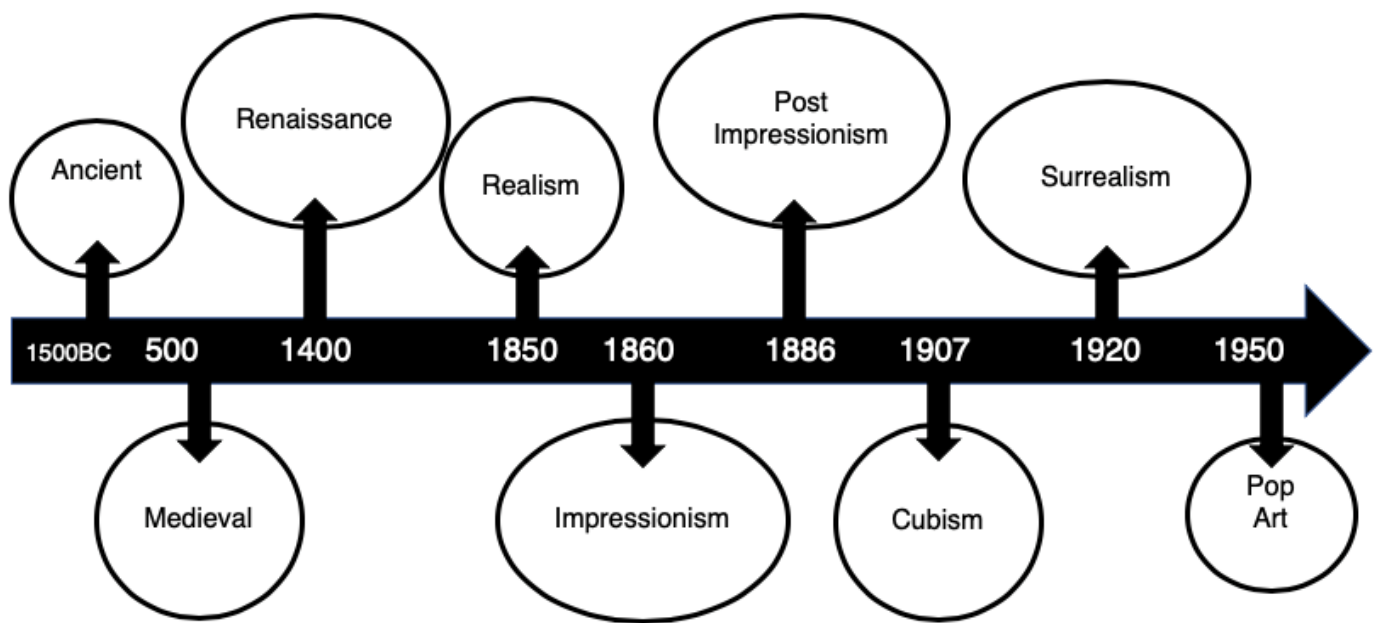 Ancient
Renaissance
Realism
Post
Impressionism
Surrealism
1500BC 500 1400 1850 1860 1886 1907 1920 1950
Medieval
Impressionism
Cubism
Pop
Art